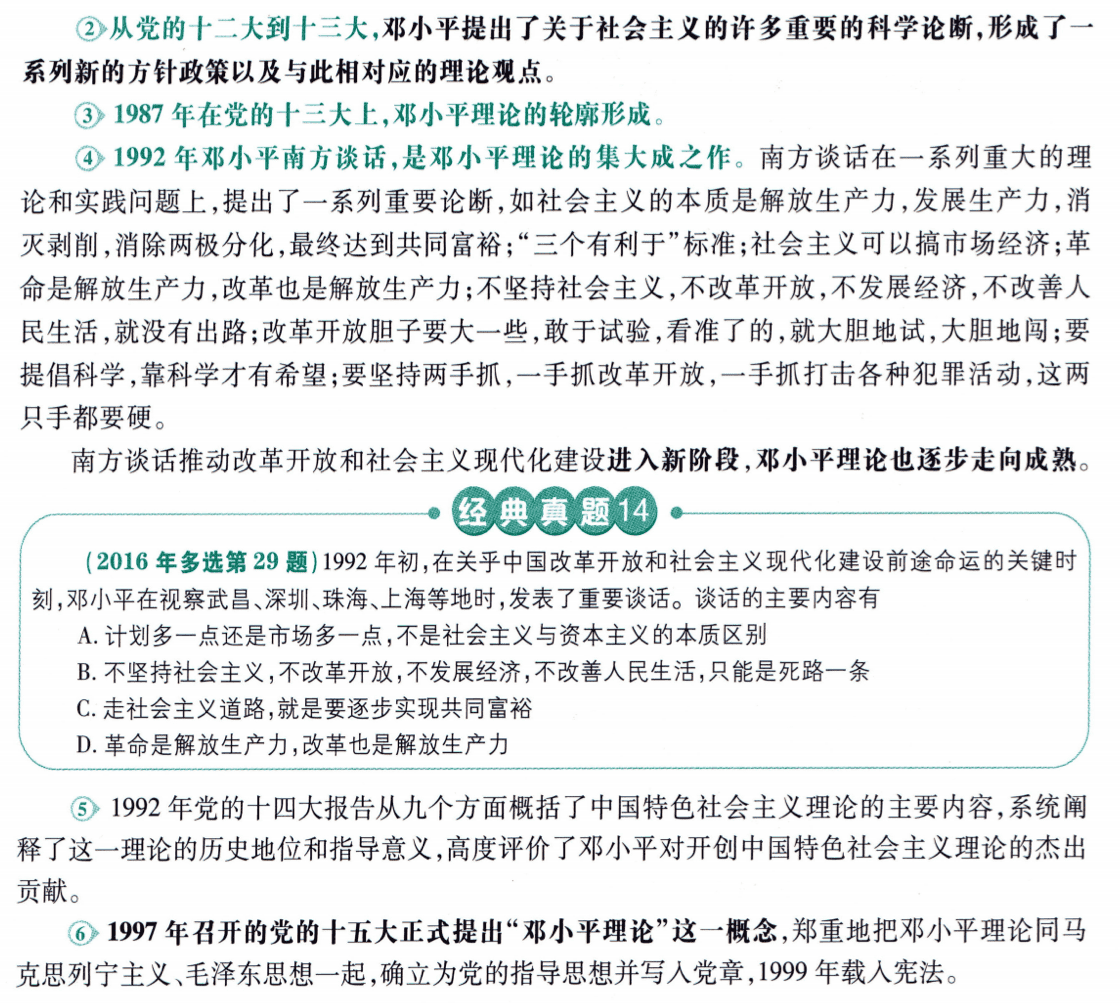 ②从党的十二大到十三大,邓小平提出了关于社会主义的许多重要的科学论断,形成了一
系列新的方针政策以及与此相对应的理论观点。
③ 1987 年在党的十三大上,邓小平理论的轮廓形成。
④ 1992 年邓小平南方谈话,是邓小平理论的集大成之作。南方谈话在一系列重大的理
论和实践问题上,提出了一系列重要论断,如社会主义的本质是解放生产力,发展生产力,消
灭剥削,消除两极分化,最终达到共同富裕;“三个有利于”标准;社会主义可以搞市场经济;革
命是解放生产力,改革也是解放生产力;不坚持社会主义,不改革开放,不发展经济,不改善人
民生活,就没有出路;改革开放胆子要大一些,敢于试验,看准了的,就大胆地试,大胆地闯;要
提倡科学,靠科学才有希望;要坚持两手抓,一手抓改革开放,一手抓打击各种犯罪活动,这两
只手都要硬。
南方谈话推动改革开放和社会主义现代化建设进入新阶段,邓小平理论也逐步走向成熟。
经典真题14
(2016 年多选第 29 题)1992 年初,在关乎中国改革开放和社会主义现代化建设前途命运的关键时
刻,邓小平在视察武昌、深圳、珠海、上海等地时,发表了重要谈话。谈话的主要内容有
A. 计划多一点还是市场多一点,不是社会主义与资本主义的本质区别
B. 不坚持社会主义,不改革开放,不发展经济,不改善人民生活,只能是死路一条
C. 走社会主义道路,就是要逐步实现共同富裕
D. 革命是解放生产力,改革也是解放生产力
⑤ 1992 年党的十四大报告从九个方面概括了中国特色社会主义理论的主要内容,系统阐
释了这一理论的历史地位和指导意义,高度评价了邓小平对开创中国特色社会主义理论的杰出
贡献。
⑥ 1997 年召开的党的十五大正式提出“邓小平理论”这一概念,郑重地把邓小平理论同马
克思列宁主义、毛泽东思想一起,确立为党的指导思想并写入党章,1999 年载入宪法。